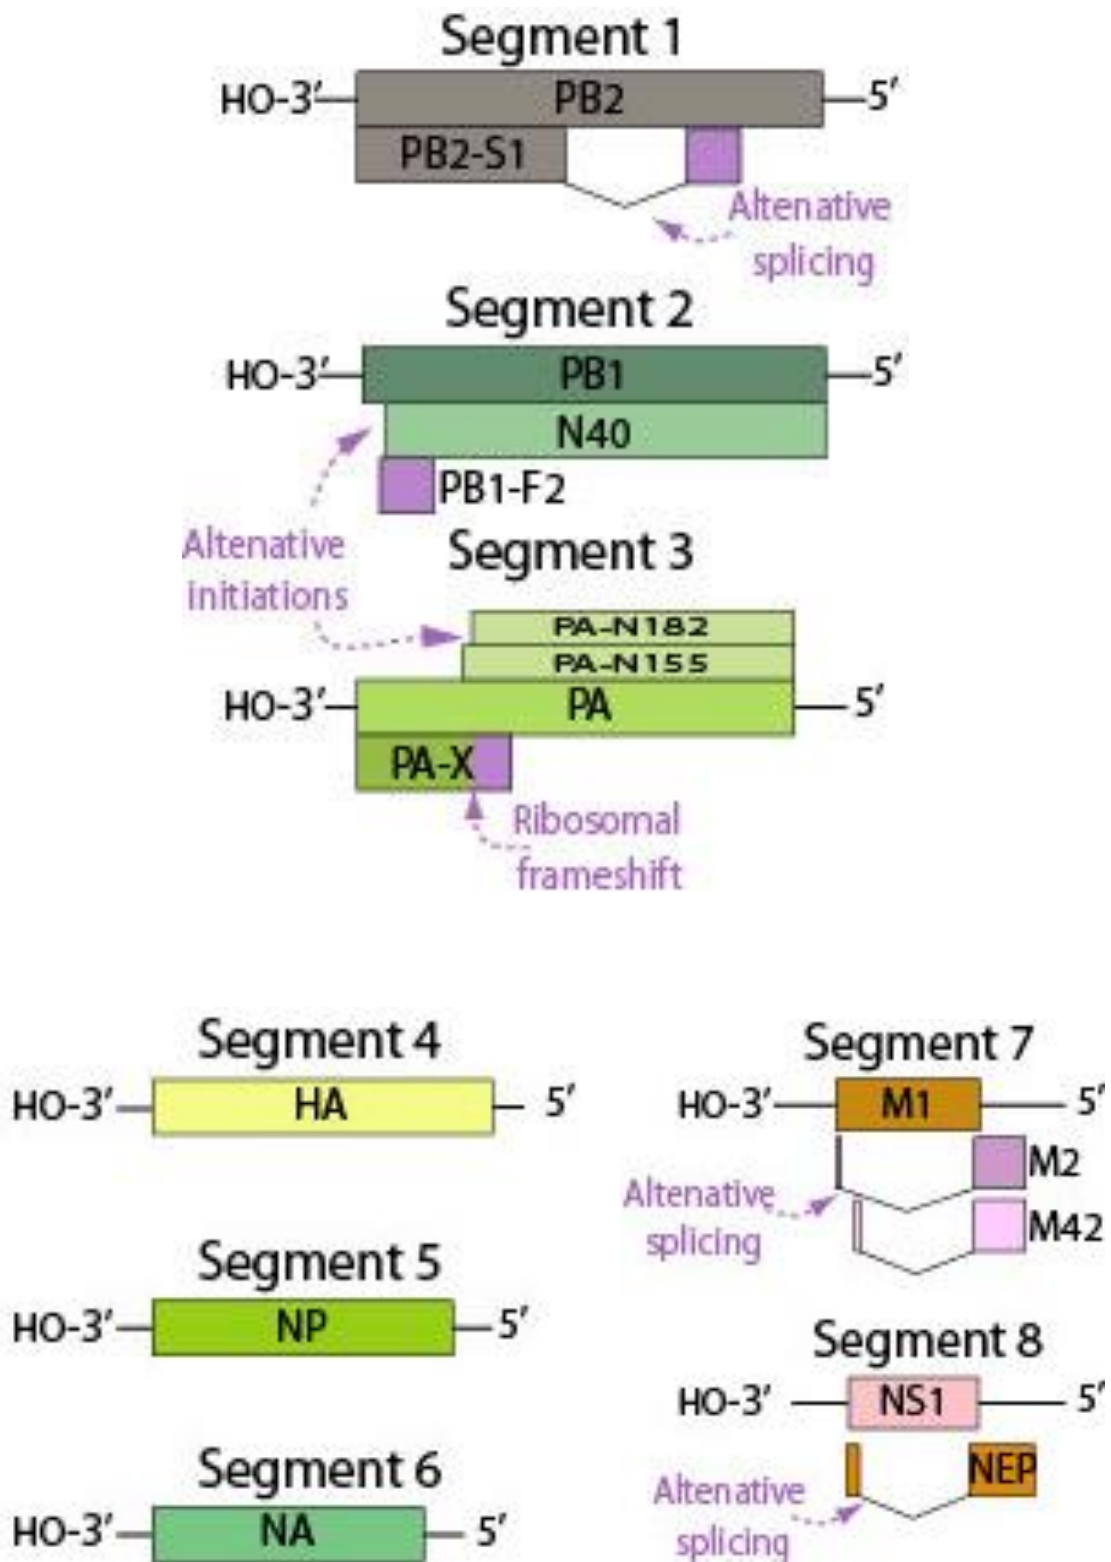 Segment 1
HO-3' PB2 5'
PB2-S1
Altenative
splicing
Segment 2
HO-3' PB1 5'
N40
PB1-F2
Altenative
initiations
Segment 3
PA-N182
PA-N155
HO-3' PA 5'
PA-X
Ribosomal
frameshift
Segment 4
HO-3' HA 5'
Segment 5
HO-3' NP 5'
Segment 6
HO-3' NA 5'
Segment 7
HO-3' M1 5'
M2
Altenative
splicing
M42
Segment 8
HO-3' NS1 5'
NEP
Altenative
splicing